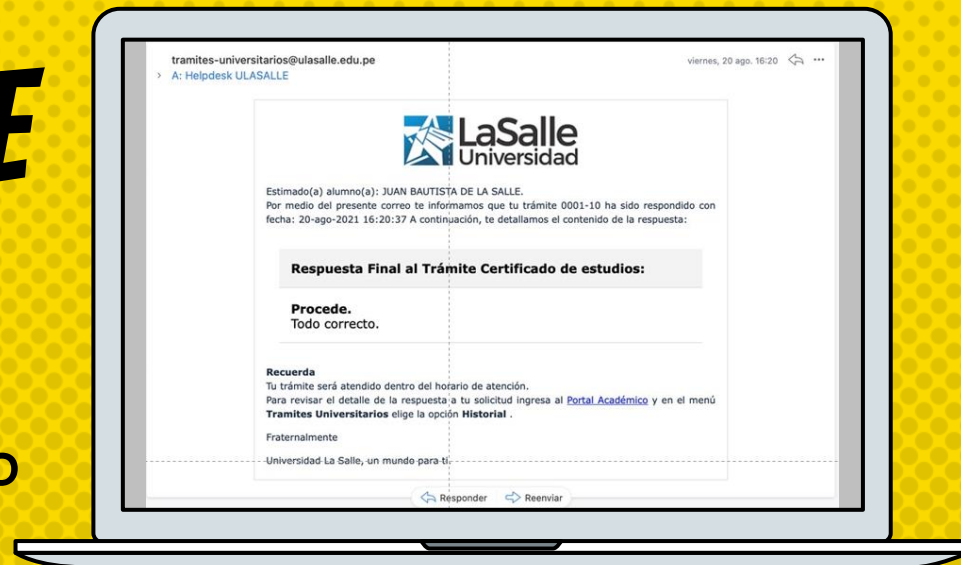 E
O
tramites-universitarios@ulasalle.edu.pe
viernes, 20 ago. 16:20
A: Helpdesk ULASALLE
LaSalle
Universidad
Estimado(a) alumno(a): JUAN BAUTISTA DE LA SALLE.
Por medio del presente correo te informamos que tu trámite 0001-10 ha sido respondido con
fecha: 20-ago-2021 16:20:37 A continuación, te detallamos el contenido de la respuesta:
Respuesta Final al Trámite Certificado de estudios:
Procede.
Todo correcto.
Recuerda
Tu trámite será atendido dentro del horario de atención.
Para revisar el detalle de la respuesta a tu solicitud ingresa al Portal Académico y en el menú
Tramites Universitarios elige la opción Historial .
Fraternalmente
Universidad La Salle, un mundo para tí.
Responder Reenviar